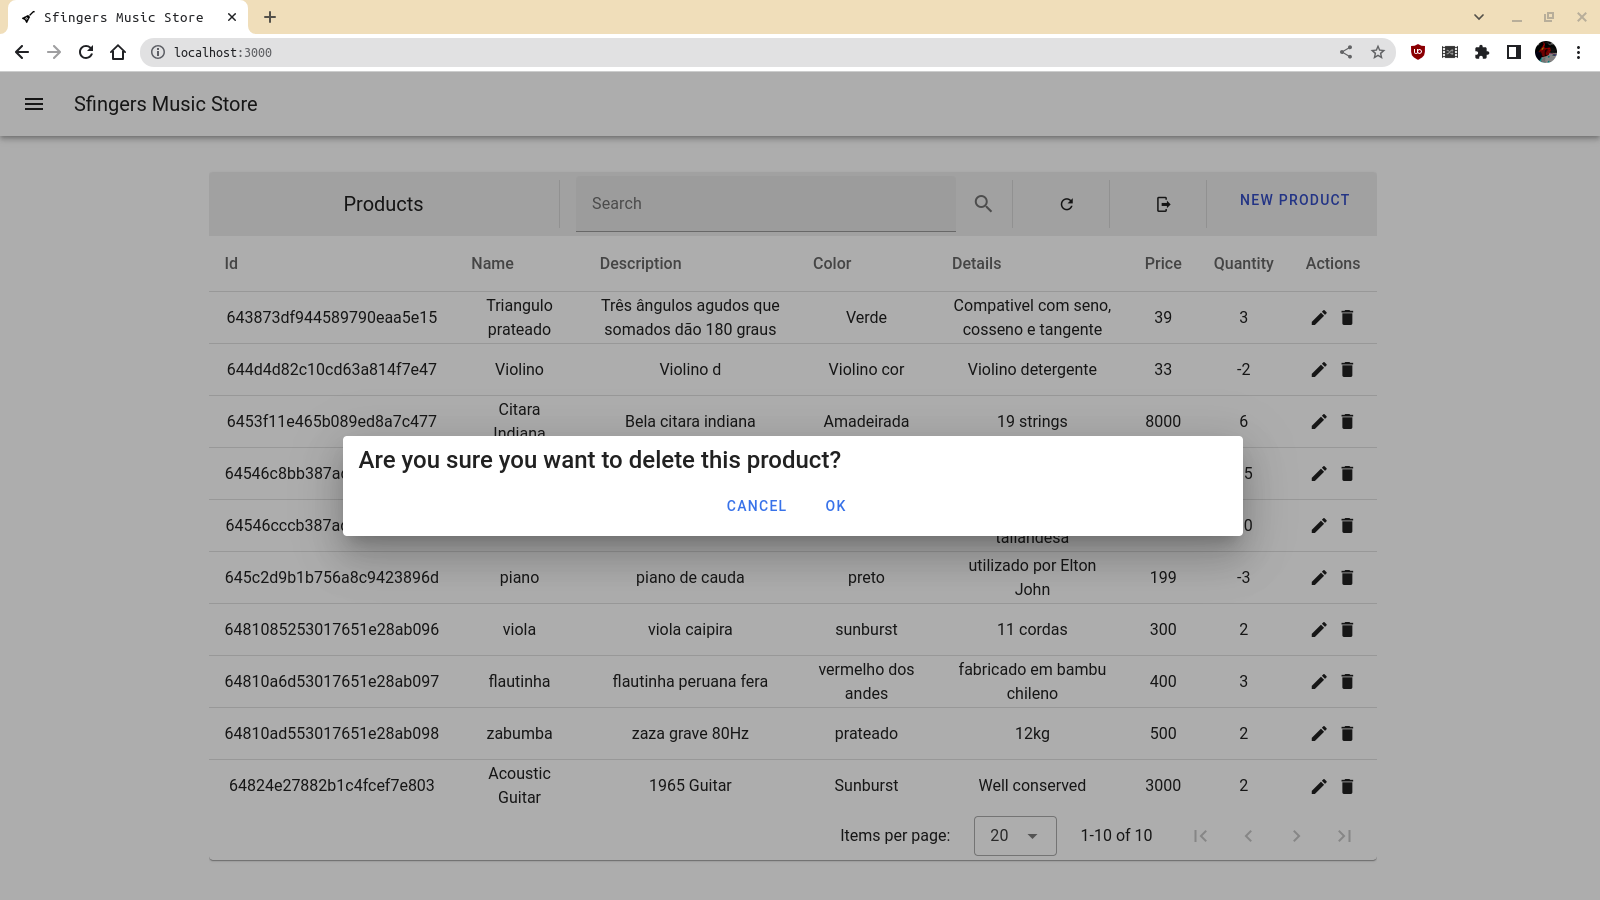 Sfingers Music Store
localhost:3000
Sfingers Music Store
Products Search NEW PRODUCT
Id Name Description Color Details Price Quantity Actions
643873df944589790eaa5e15 Triangulo prateado Três ângulos agudos que somados dão 180 graus Verde Compativel com seno, cosseno e tangente 39 3
644d4d82c10cd63a814f7e47 Violino Violino d Violino cor Violino detergente 33 -2
6453f11e465b089ed8a7c477 Citara Indiana Bela citara indiana Amadeirada 19 strings 8000 6
Are you sure you want to delete this product?
CANCEL OK
tailandesa
645c2d9b1b756a8c9423896d piano piano de cauda preto utilizado por Elton John 199 -3
6481085253017651e28ab096 viola viola caipira sunburst 11 cordas 300 2
64810a6d53017651e28ab097 flautinha flautinha peruana fera vermelho dos andes fabricado em bambu chileno 400 3
64810ad553017651e28ab098 zabumba zaza grave 80Hz prateado 12kg 500 2
64824e27882b1c4fcef7e803 Acoustic Guitar 1965 Guitar Sunburst Well conserved 3000 2
Items per page: 20 1-10 of 10